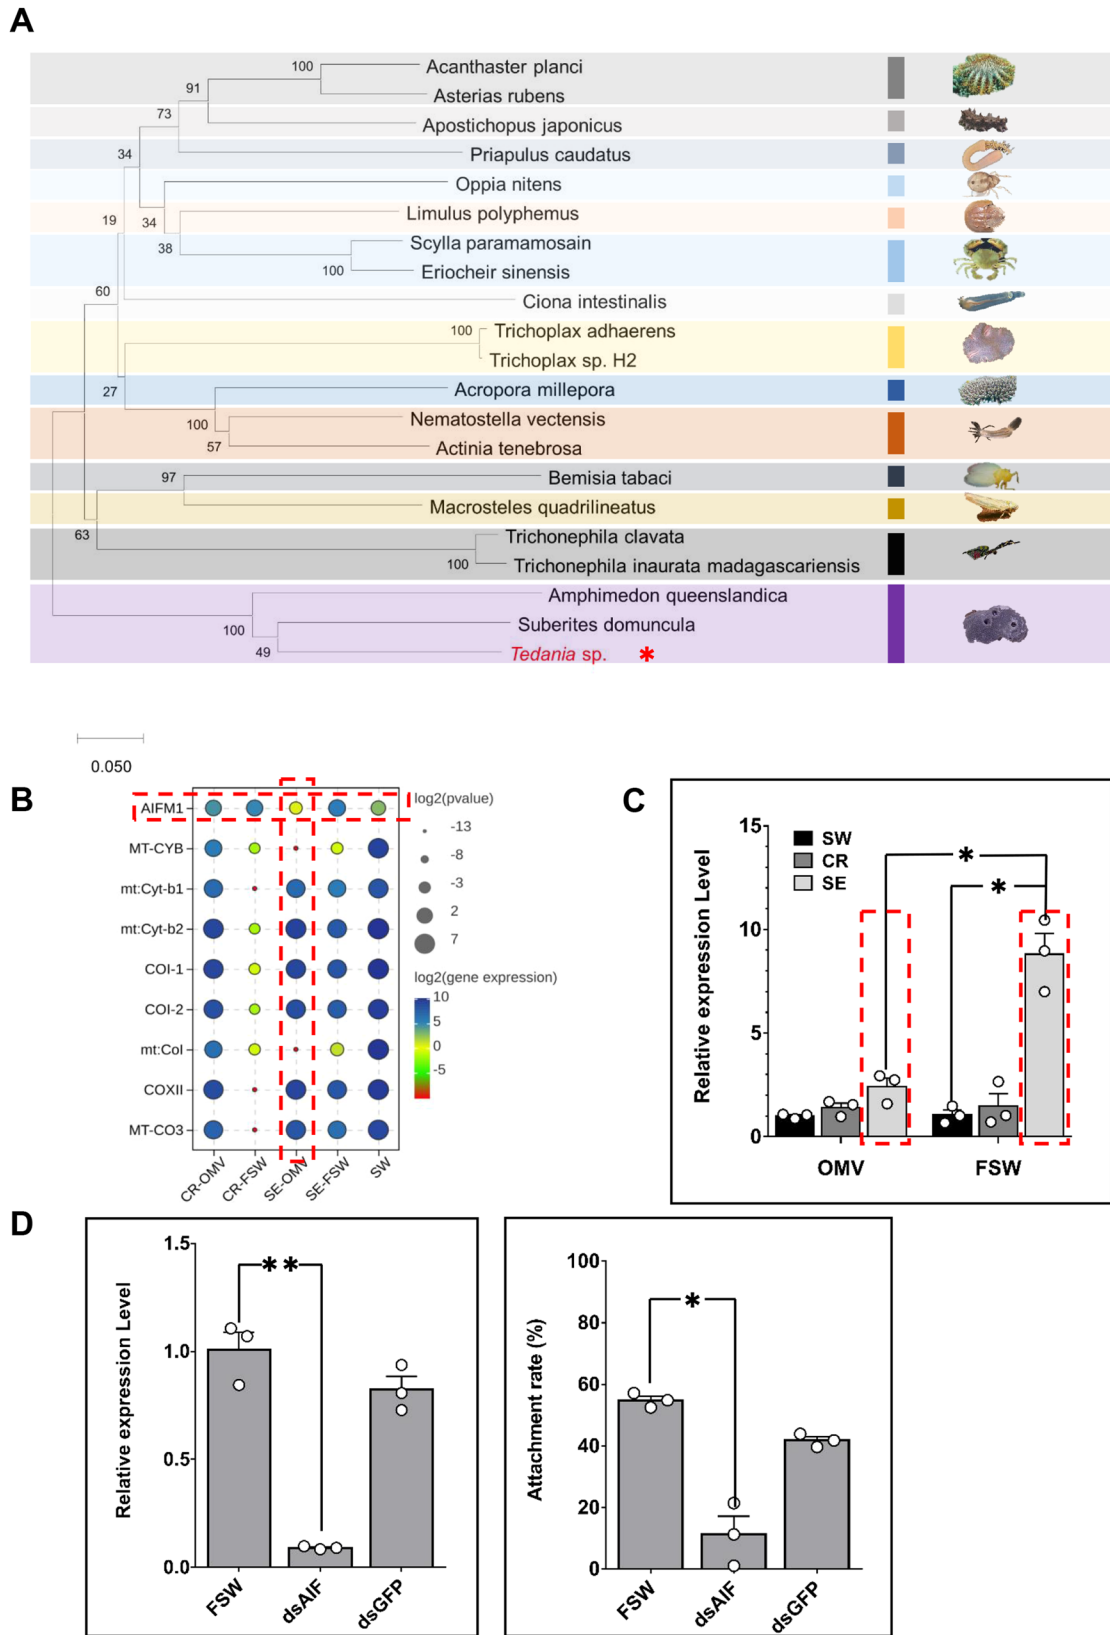 A
100
Acanthaster planci
91
Asterias rubens
73
Apostichopus japonicus
34
Priapulus caudatus
Oppia nitens
19
34
Limulus polyphemus
38
Scylla paramamosain
100
Eriocheir sinensis
60
Ciona intestinalis
100
Trichoplax adhaerens
Trichoplax sp. H2
27
Acropora millepora
100
Nematostella vectensis
57
Actinia tenebrosa
97
Bemisia tabaci
Macrosteles quadrilineatus
63
Trichonephila clavata
100
Trichonephila inaurata madagascariensis
Amphimedon queenslandica
100
Suberites domuncula
49
Tedania sp. *
0.050
B
AIFM1
MT-CYB
mt:Cyt-b1
mt:Cyt-b2
COI-1
COI-2
mt:CoI
COXII
MT-CO3
CR-OMV
CR-FSW
SE-OMV
SE-FSW
SW
log2(pvalue)
-13
-8
-3
2
7
log2(gene expression)
10
5
0
-5
C
Relative expression Level
15
10
5
0
SW
CR
SE
*
*
OMV
FSW
D
Relative expression Level
1.5
1.0
0.5
0.0
**
FSW
dsAIF
dsGFP
Attachment rate (%)
100
80
60
40
20
0
*
FSW
dsAIF
dsGFP